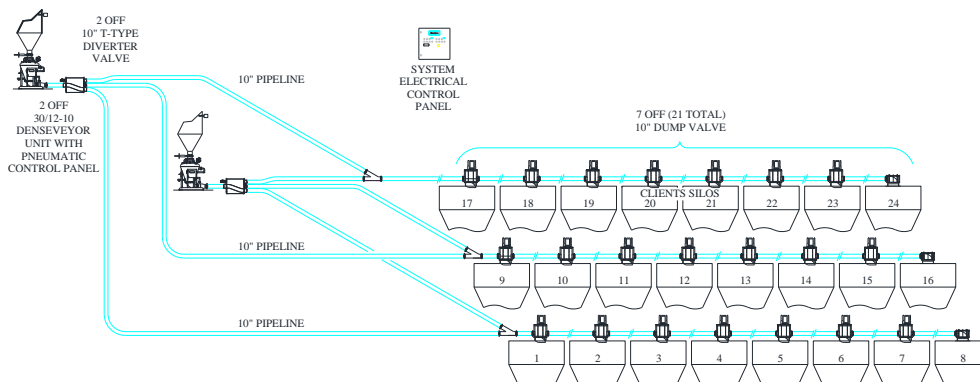 2 OFF
10" T-TYPE
DIVERTER
VALVE
SYSTEM
ELECTRICAL
CONTROL
PANEL
10" PIPELINE
2 OFF
30/12-10
DENSEVEYOR
UNIT WITH
PNEUMATIC
CONTROL PANEL
7 OFF (21 TOTAL)
10" DUMP VALVE
CLIENTS SILOS
17 18 19 20 21 22 23 24
10" PIPELINE
9 10 11 12 13 14 15 16
10" PIPELINE
1 2 3 4 5 6 7 8